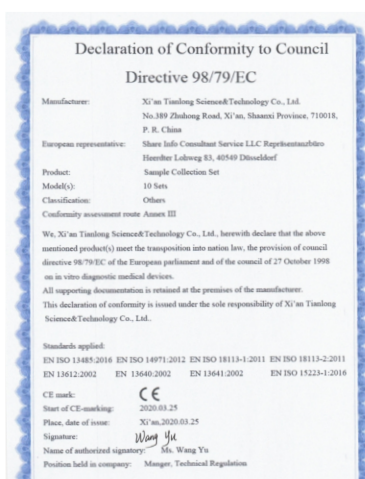 Declaration of Conformity to Council
Directive 98/79/EC
Manufacturer: Xi'an Tianlong Science&Technology Co., Ltd.
No.389 Zhuhong Road, Xi'an, Shaanxi Province, 710018,
P. R. China
European representative: Share Info Consultant Service LLC Repräsentanzbüro
Heerdter Lohweg 83, 40549 Düsseldorf
Product: Sample Collection Set
Model(s): 10 Sets
Classification: Others
Conformity assessment route Annex III
We, Xi'an Tianlong Science&Technology Co., Ltd., herewith declare that the above
mentioned product(s) meet the transposition into nation law, the provision of council
directive 98/79/EC of the European parliament and of the council of 27 October 1998
on in vitro diagnostic medical devices.
All supporting documentation is retained at the premises of the manufacturer.
This declaration of conformity is issued under the sole responsibility of Xi'an Tianlong
Science&Technology Co., Ltd..
Standards applied:
EN ISO 13485:2016 EN ISO 14971:2012 EN ISO 18113-1:2011 EN ISO 18113-2:2011
EN 13612:2002 EN 13640:2002 EN 13641:2002 EN ISO 15223-1:2016
CE mark: CE
Start of CE-marking: 2020.03.25
Place, date of issue: Xi'an,2020.03.25
Signature: Wang Yu
Name of authorized signatory: Ms. Wang Yu
Position held in company: Manger, Technical Regulation